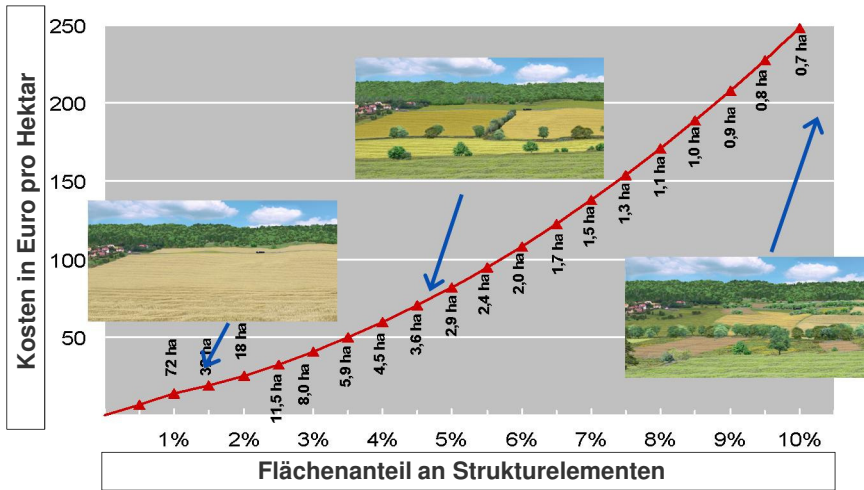 Kosten in Euro pro Hektar
250
200
150
100
50
72 ha
18 ha
11,5 ha
8,0 ha
5,9 ha
4,5 ha
3,6 ha
2,9 ha
2,4 ha
2,0 ha
1,7 ha
1,5 ha
1,3 ha
1,1 ha
1,0 ha
0,9 ha
0,8 ha
0,7 ha
1% 2% 3% 4% 5% 6% 7% 8% 9% 10%
Flächenanteil an Strukturelementen